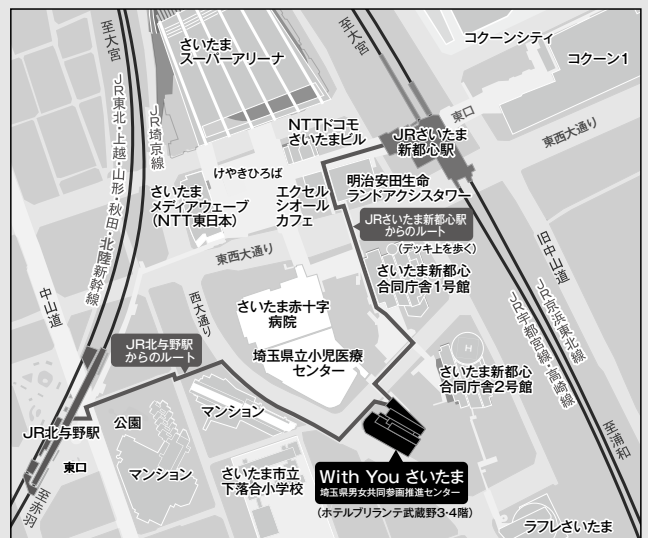 至大宮
さいたま
スーパーアリーナ
至大宮
コクーンシティ
コクーン1
JR東北・上越・山形・秋田・北陸新幹線
JR埼京線
NTTドコモ
さいたまビル
JRさいたま
新都心駅
東口
東西大通り
けやきひろば
さいたま
メディアウェーブ
(NTT東日本)
エクセル
シオール
カフェ
明治安田生命
ランドアクシスタワー
JRさいたま新都心駅
からのルート
(デッキ上を歩く)
東西大通り
さいたま新都心
合同庁舎1号館
旧中山道
JR京浜東北線
JR宇都宮線・高崎線
中山道
西大通り
さいたま赤十字
病院
JR北与野駅
からのルート
埼玉県立小児医療
センター
H
さいたま新都心
合同庁舎2号館
至浦和
JR北与野駅
公園
マンション
東口
マンション
さいたま市立
下落合小学校
With You さいたま
埼玉県男女共同参画推進センター
(ホテルブリランテ武蔵野3・4階)
至赤羽
ラフレさいたま